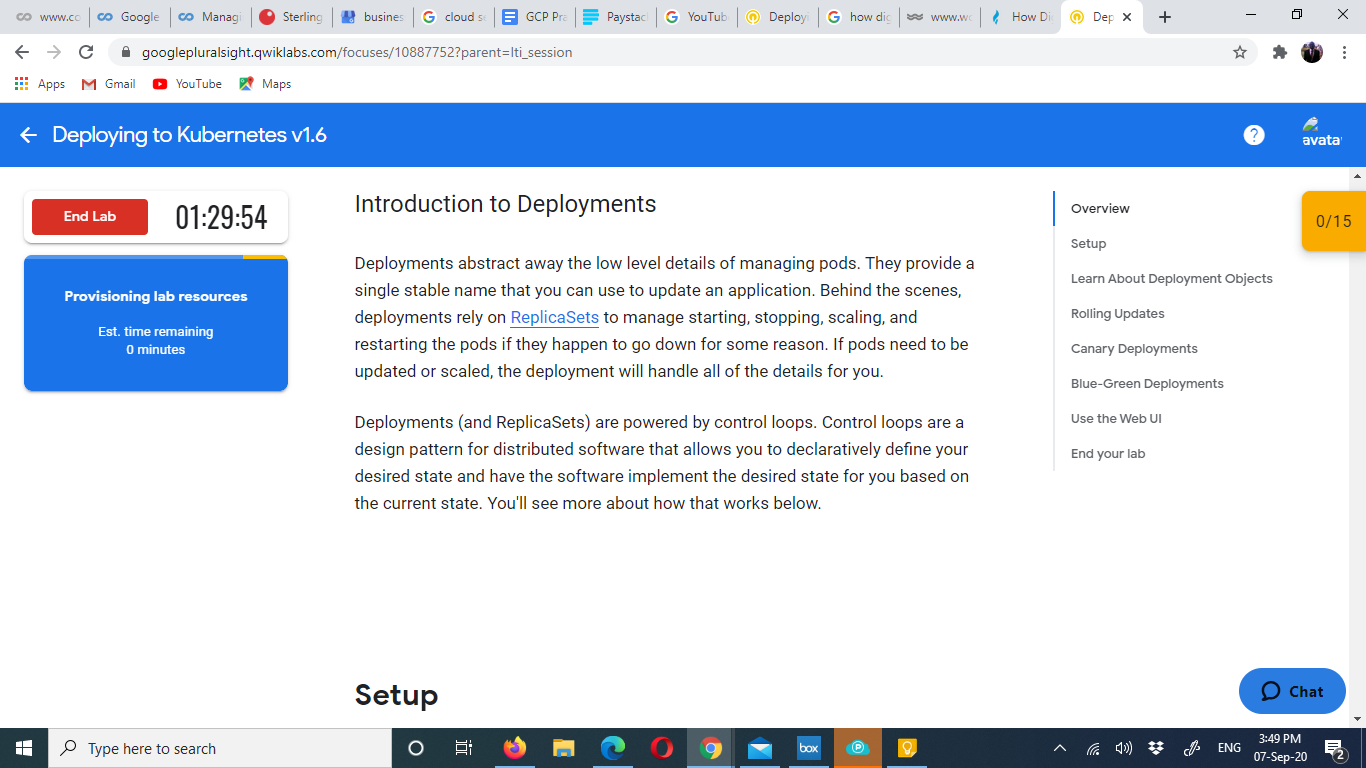 www.co
Google
Managi
Sterling
busines
cloud se
GCP Pra
Paystac
YouTub
Deployi
how dig
www.wo
How Di
Dep
googlepluralsight.qwiklabs.com/focuses/10887752?parent=lti_session
Apps
Gmail
YouTube
Maps
Deploying to Kubernetes v1.6
?
avata
End Lab
01:29:54
Provisioning lab resources
Est. time remaining
0 minutes
Introduction to Deployments
Deployments abstract away the low level details of managing pods. They provide a
single stable name that you can use to update an application. Behind the scenes,
deployments rely on ReplicaSets to manage starting, stopping, scaling, and
restarting the pods if they happen to go down for some reason. If pods need to be
updated or scaled, the deployment will handle all of the details for you.
Deployments (and ReplicaSets) are powered by control loops. Control loops are a
design pattern for distributed software that allows you to declaratively define your
desired state and have the software implement the desired state for you based on
the current state. You'll see more about how that works below.
Setup
Overview
Setup
Learn About Deployment Objects
Rolling Updates
Canary Deployments
Blue-Green Deployments
Use the Web UI
End your lab
0/15
Chat
Type here to search
box
ENG
3:49 PM
07-Sep-20
2